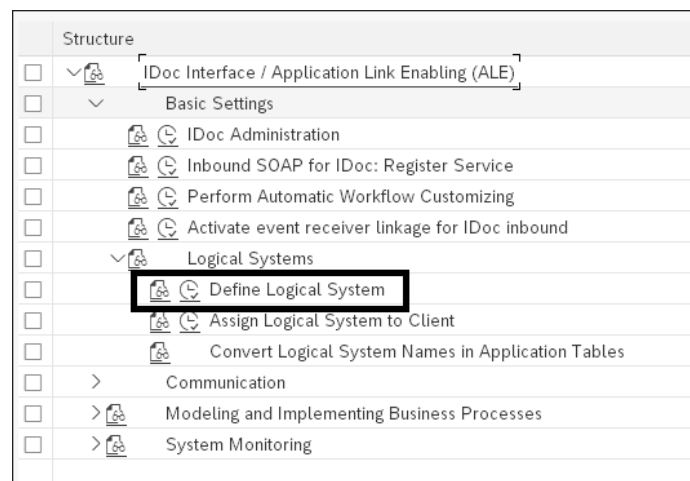 Structure
IDoc Interface / Application Link Enabling (ALE)
Basic Settings
IDoc Administration
Inbound SOAP for IDoc: Register Service
Perform Automatic Workflow Customizing
Activate event receiver linkage for IDoc inbound
Logical Systems
Define Logical System
Assign Logical System to Client
Convert Logical System Names in Application Tables
Communication
Modeling and Implementing Business Processes
System Monitoring